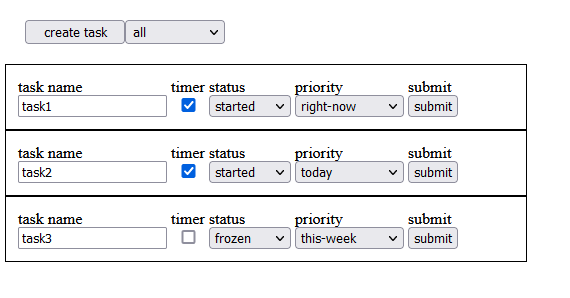 create task all
task name timer status priority submit
task1 started right-now submit
task name timer status priority submit
task2 started today submit
task name timer status priority submit
task3 frozen this-week submit